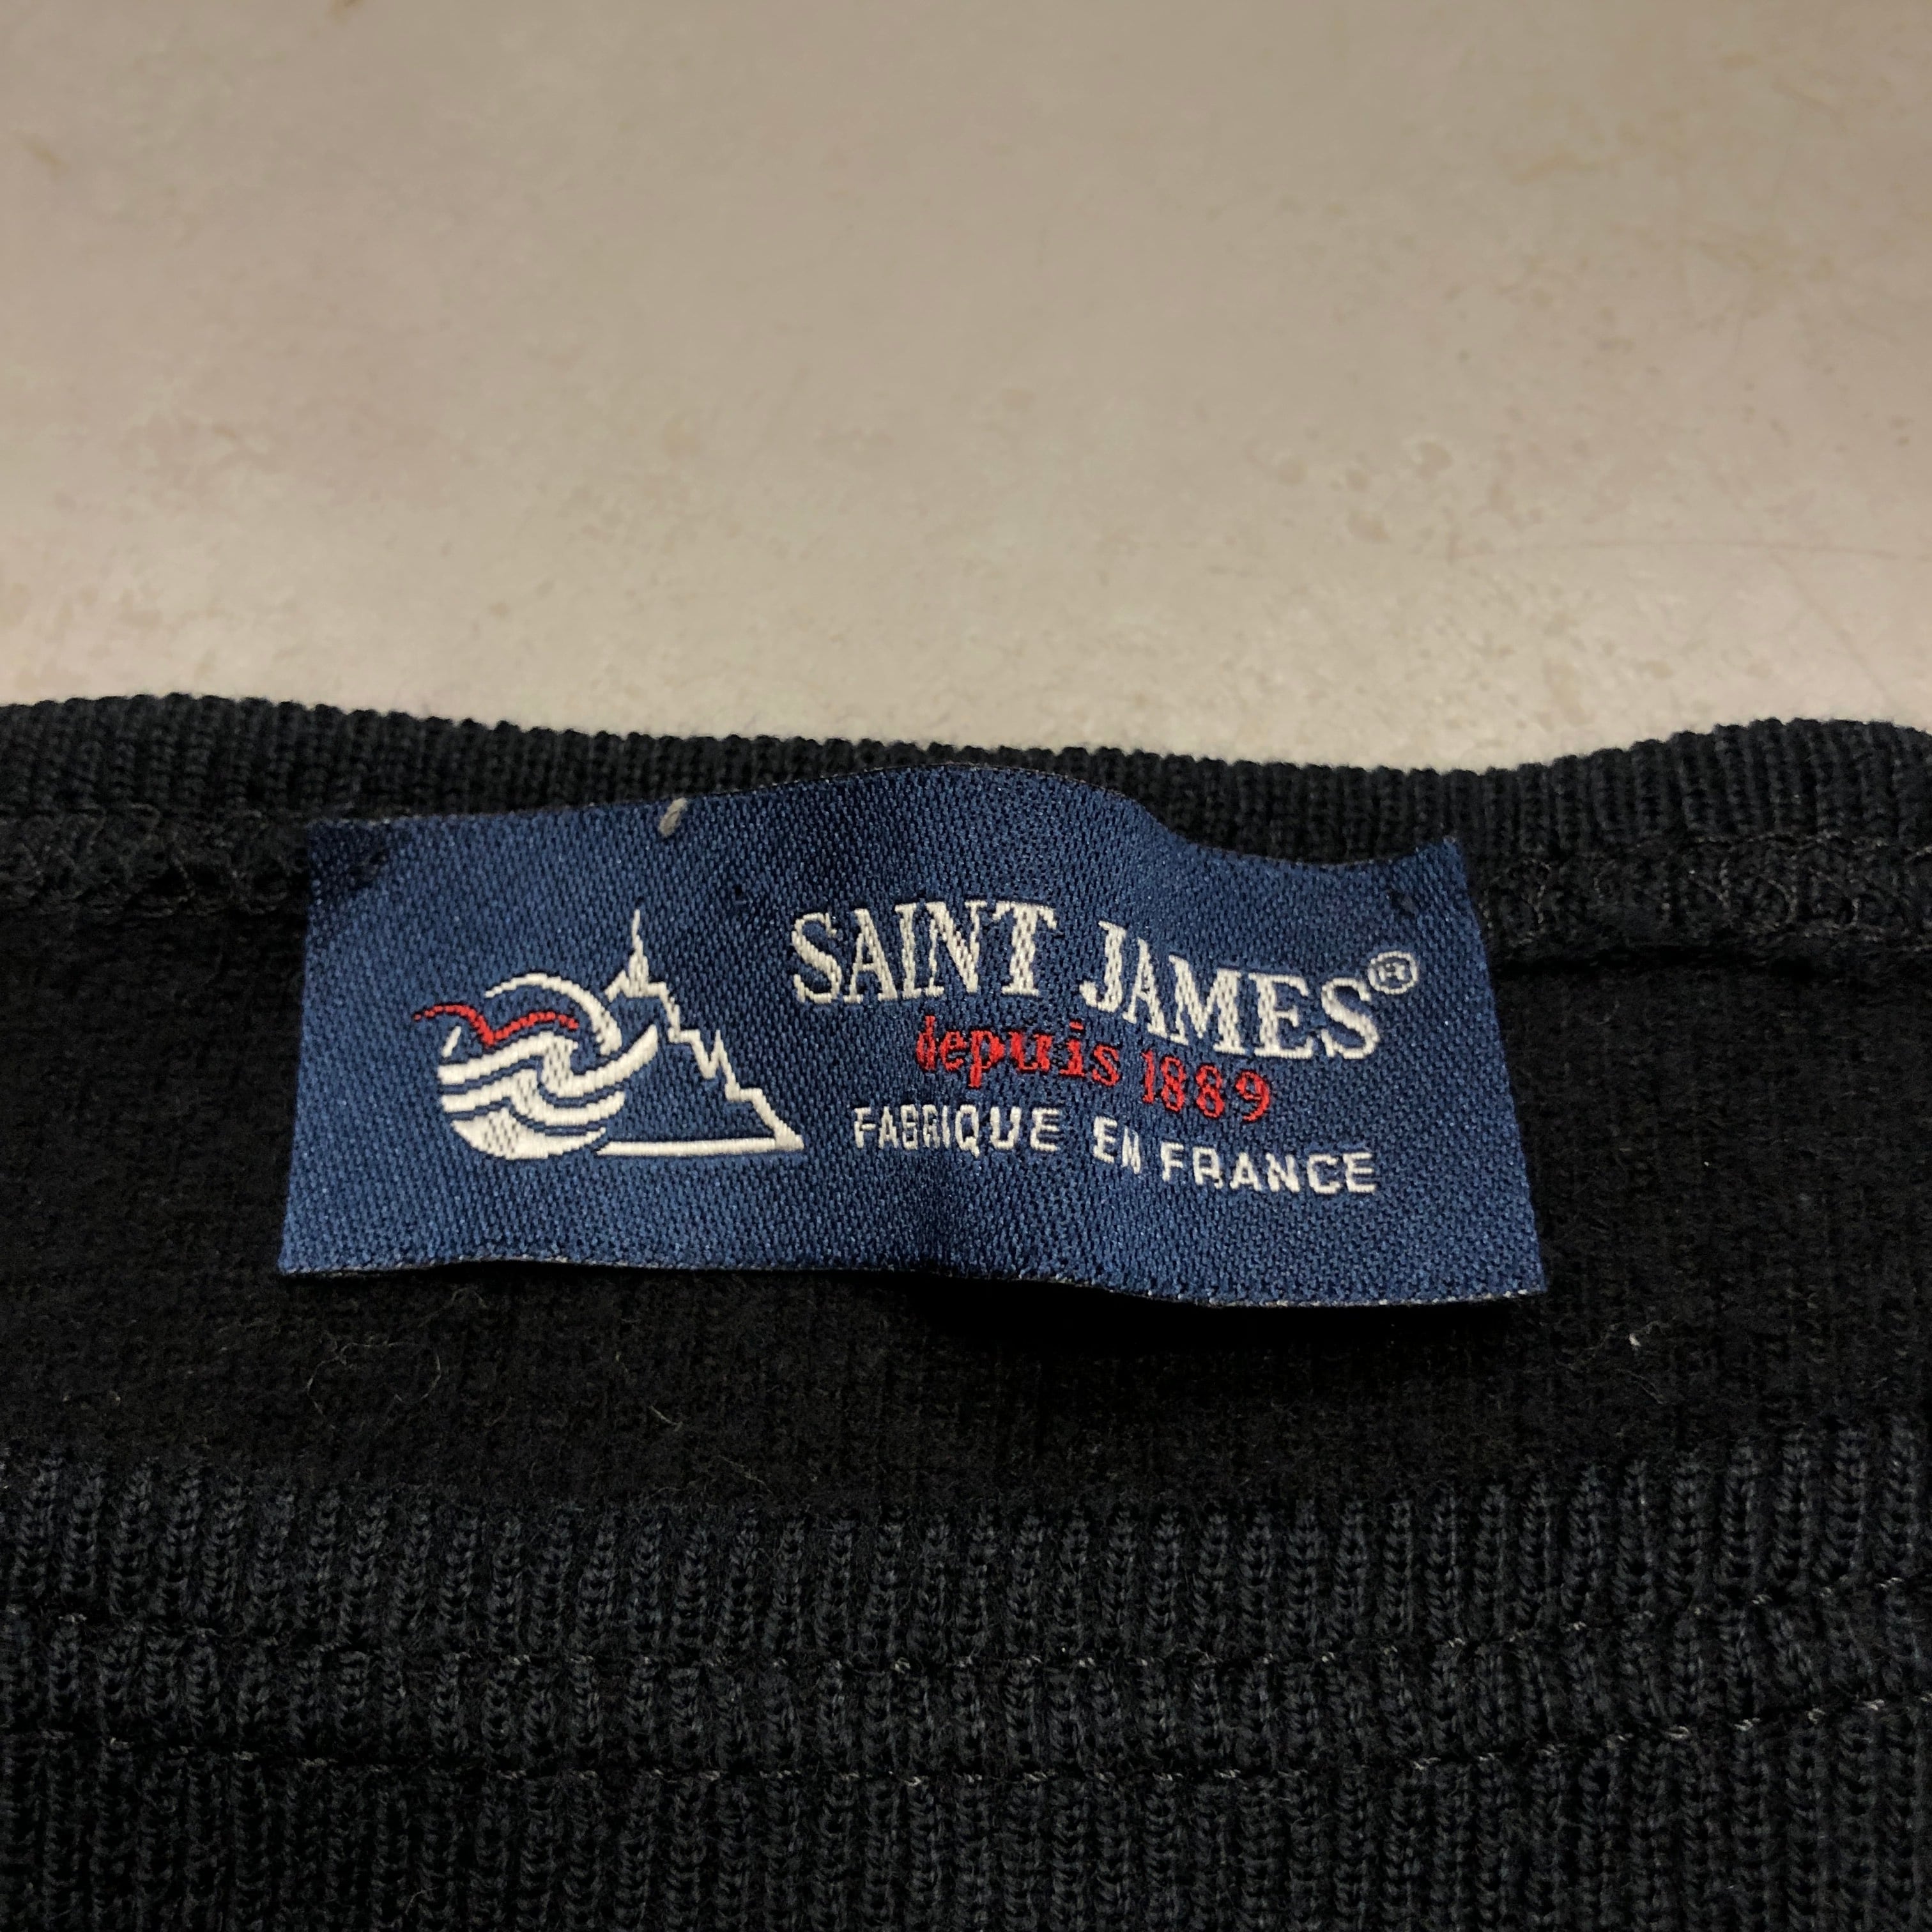 SAINT JAMES®
depuis 1889
FABRIQUE EN FRANCE